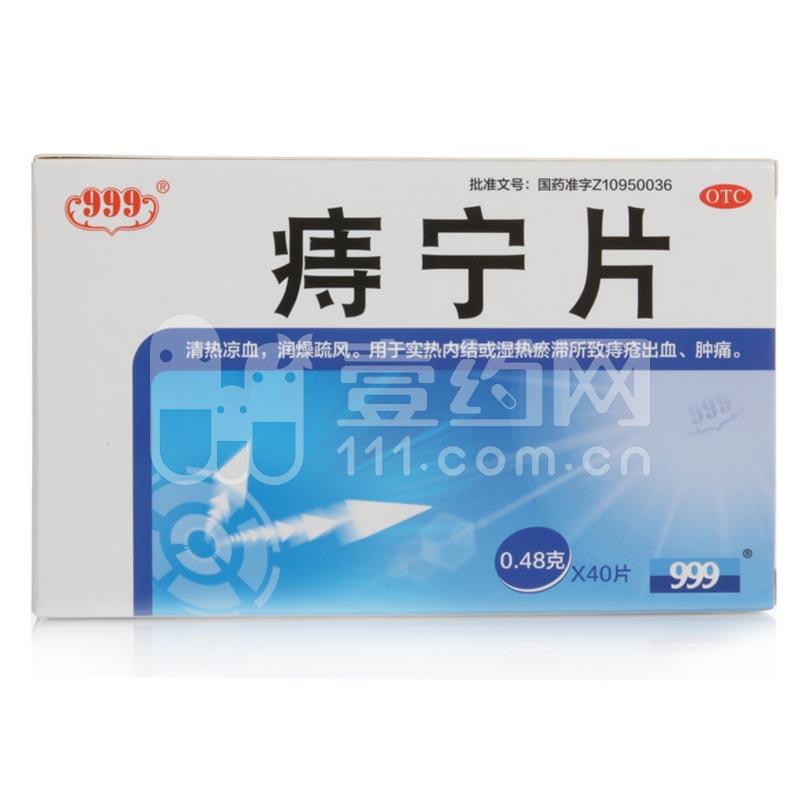 999®
批准文号：国药准字Z10950036
OTC
痔宁片
清热凉血，润燥疏风。用于实热内结或湿热瘀滞所致痔疮出血、肿痛。
999
壹药网
111.com.cn
0.48克
X40片
999®